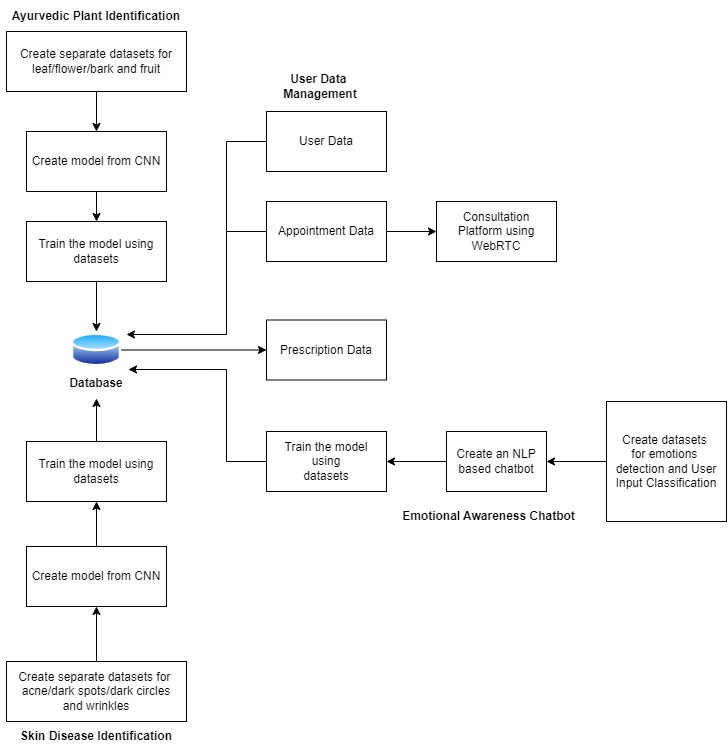 Ayurvedic Plant Identification
Create separate datasets for
leaf/flower/bark and fruit
Create model from CNN
Train the model using
datasets
User Data
Management
User Data
Appointment Data
Consultation
Platform using
WebRTC
Database
Prescription Data
Train the model using
datasets
Create model from CNN
Create separate datasets for
acne/dark spots/dark circles
and wrinkles
Skin Disease Identification
Train the model
using
datasets
Create an NLP
based chatbot
Create datasets
for emotions
detection and User
Input Classification
Emotional Awareness Chatbot